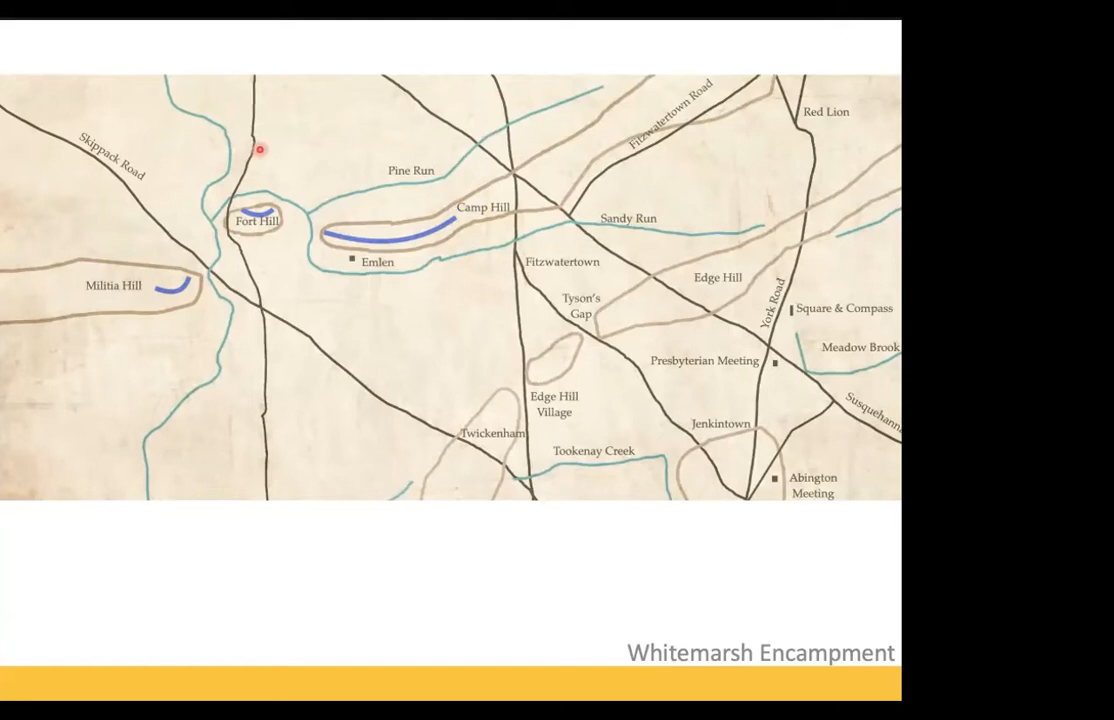 Red Lion
Fitzwatertown Road
Skippack Road
Pine Run
Camp Hill
Fort Hill
Sandy Run
Emlen
Fitzwatertown
Militia Hill
Edge Hill
Tyson's
Gap
York Road
Square & Compass
Meadow Brook
Presbyterian Meeting
Edge Hill
Village
Susquehann
Jenkintown
Twickenham
Tookenay Creek
Abington
Meeting
Whitemarsh Encampment